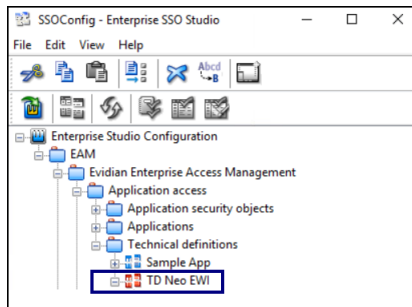 SSOConfig - Enterprise SSO Studio
File Edit View Help
Abcd
B
Enterprise Studio Configuration
EAM
Evidian Enterprise Access Management
Application access
Application security objects
Applications
Technical definitions
Sample App
TD Neo EWI